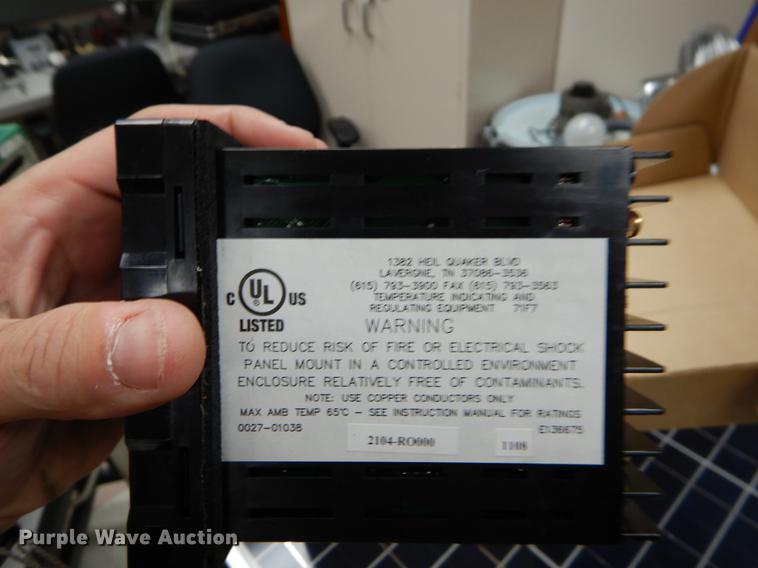 1382 HEIL QUAKER BLVD
LAVERGNE, TN 37086-3536
(615) 793-3900 FAX (615) 793-3563
TEMPERATURE INDICATING AND
REGULATING EQUIPMENT 71F7
C UL US
LISTED
WARNING
TO REDUCE RISK OF FIRE OR ELECTRICAL SHOCK
PANEL MOUNT IN A CONTROLLED ENVIRONMENT
ENCLOSURE RELATIVELY FREE OF CONTAMINANTS.
NOTE: USE COPPER CONDUCTORS ONLY
MAX AMB TEMP 65°C - SEE INSTRUCTION MANUAL FOR RATINGS
0027-01038 E136675
2104-RO000 1108
Purple Wave Auction